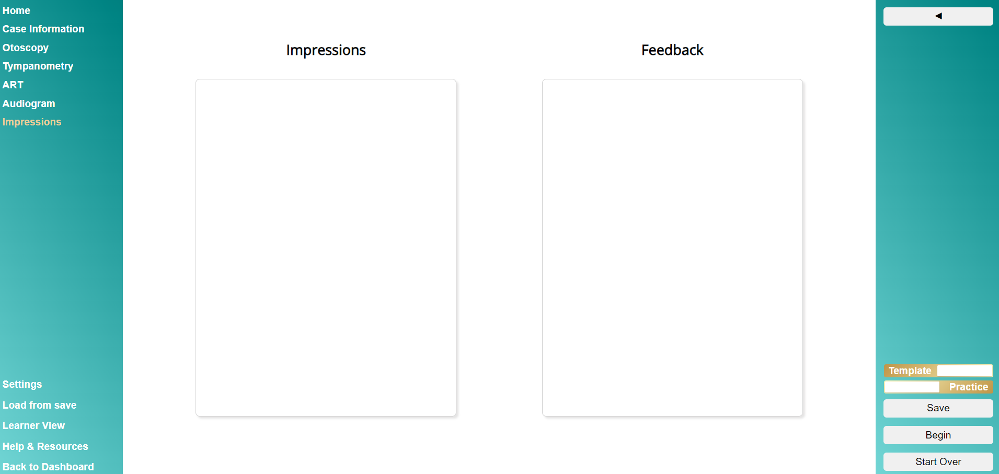 Home
Case Information
Otoscopy
Tympanometry
ART
Audiogram
Impressions
Settings
Load from save
Learner View
Help & Resources
Back to Dashboard
Impressions
Feedback
◄
Template
Practice
Save
Begin
Start Over